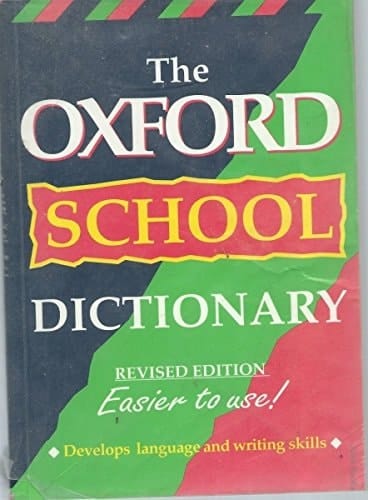 The
OXFORD
SCHOOL
DICTIONARY
REVISED EDITION
Easier to use!
◆ Develops language and writing skills ◆